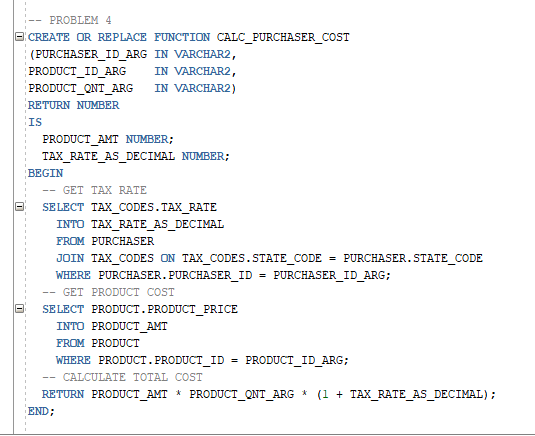 -- PROBLEM 4
CREATE OR REPLACE FUNCTION CALC_PURCHASER_COST
(PURCHASER_ID_ARG IN VARCHAR2,
PRODUCT_ID_ARG    IN VARCHAR2,
PRODUCT_QNT_ARG   IN VARCHAR2)
RETURN NUMBER
IS
  PRODUCT_AMT NUMBER;
  TAX_RATE_AS_DECIMAL NUMBER;
BEGIN
  -- GET TAX RATE
  SELECT TAX_CODES.TAX_RATE
    INTO TAX_RATE_AS_DECIMAL
    FROM PURCHASER
    JOIN TAX_CODES ON TAX_CODES.STATE_CODE = PURCHASER.STATE_CODE
    WHERE PURCHASER.PURCHASER_ID = PURCHASER_ID_ARG;
  -- GET PRODUCT COST
  SELECT PRODUCT.PRODUCT_PRICE
    INTO PRODUCT_AMT
    FROM PRODUCT
    WHERE PRODUCT.PRODUCT_ID = PRODUCT_ID_ARG;
  -- CALCULATE TOTAL COST
  RETURN PRODUCT_AMT * PRODUCT_QNT_ARG * (1 + TAX_RATE_AS_DECIMAL);
END;